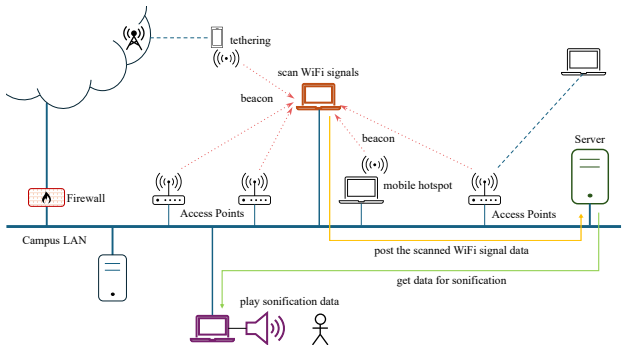 tethering
scan WiFi signals
beacon
beacon
Server
Firewall
mobile hotspot
Access Points
Access Points
Campus LAN
post the scanned WiFi signal data
get data for sonification
play sonification data